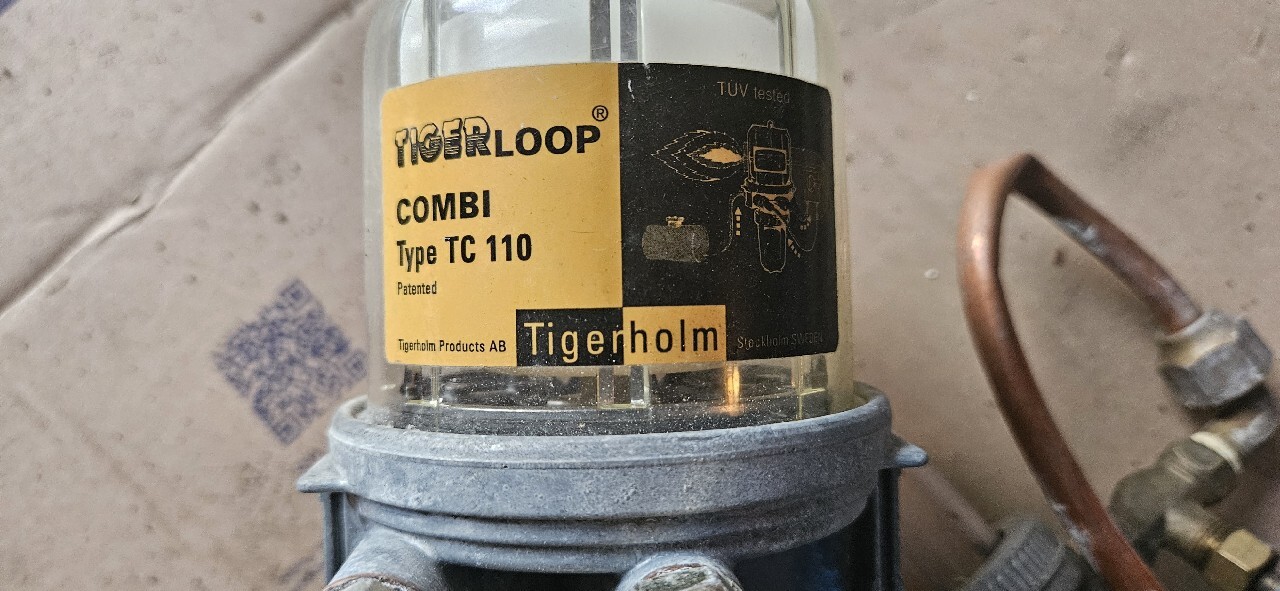 TIGERLOOP®
COMBI
Type TC 110
Patented
Tigerholm Products AB
Tigerholm
TÜV tested
Stockholm SWEDEN